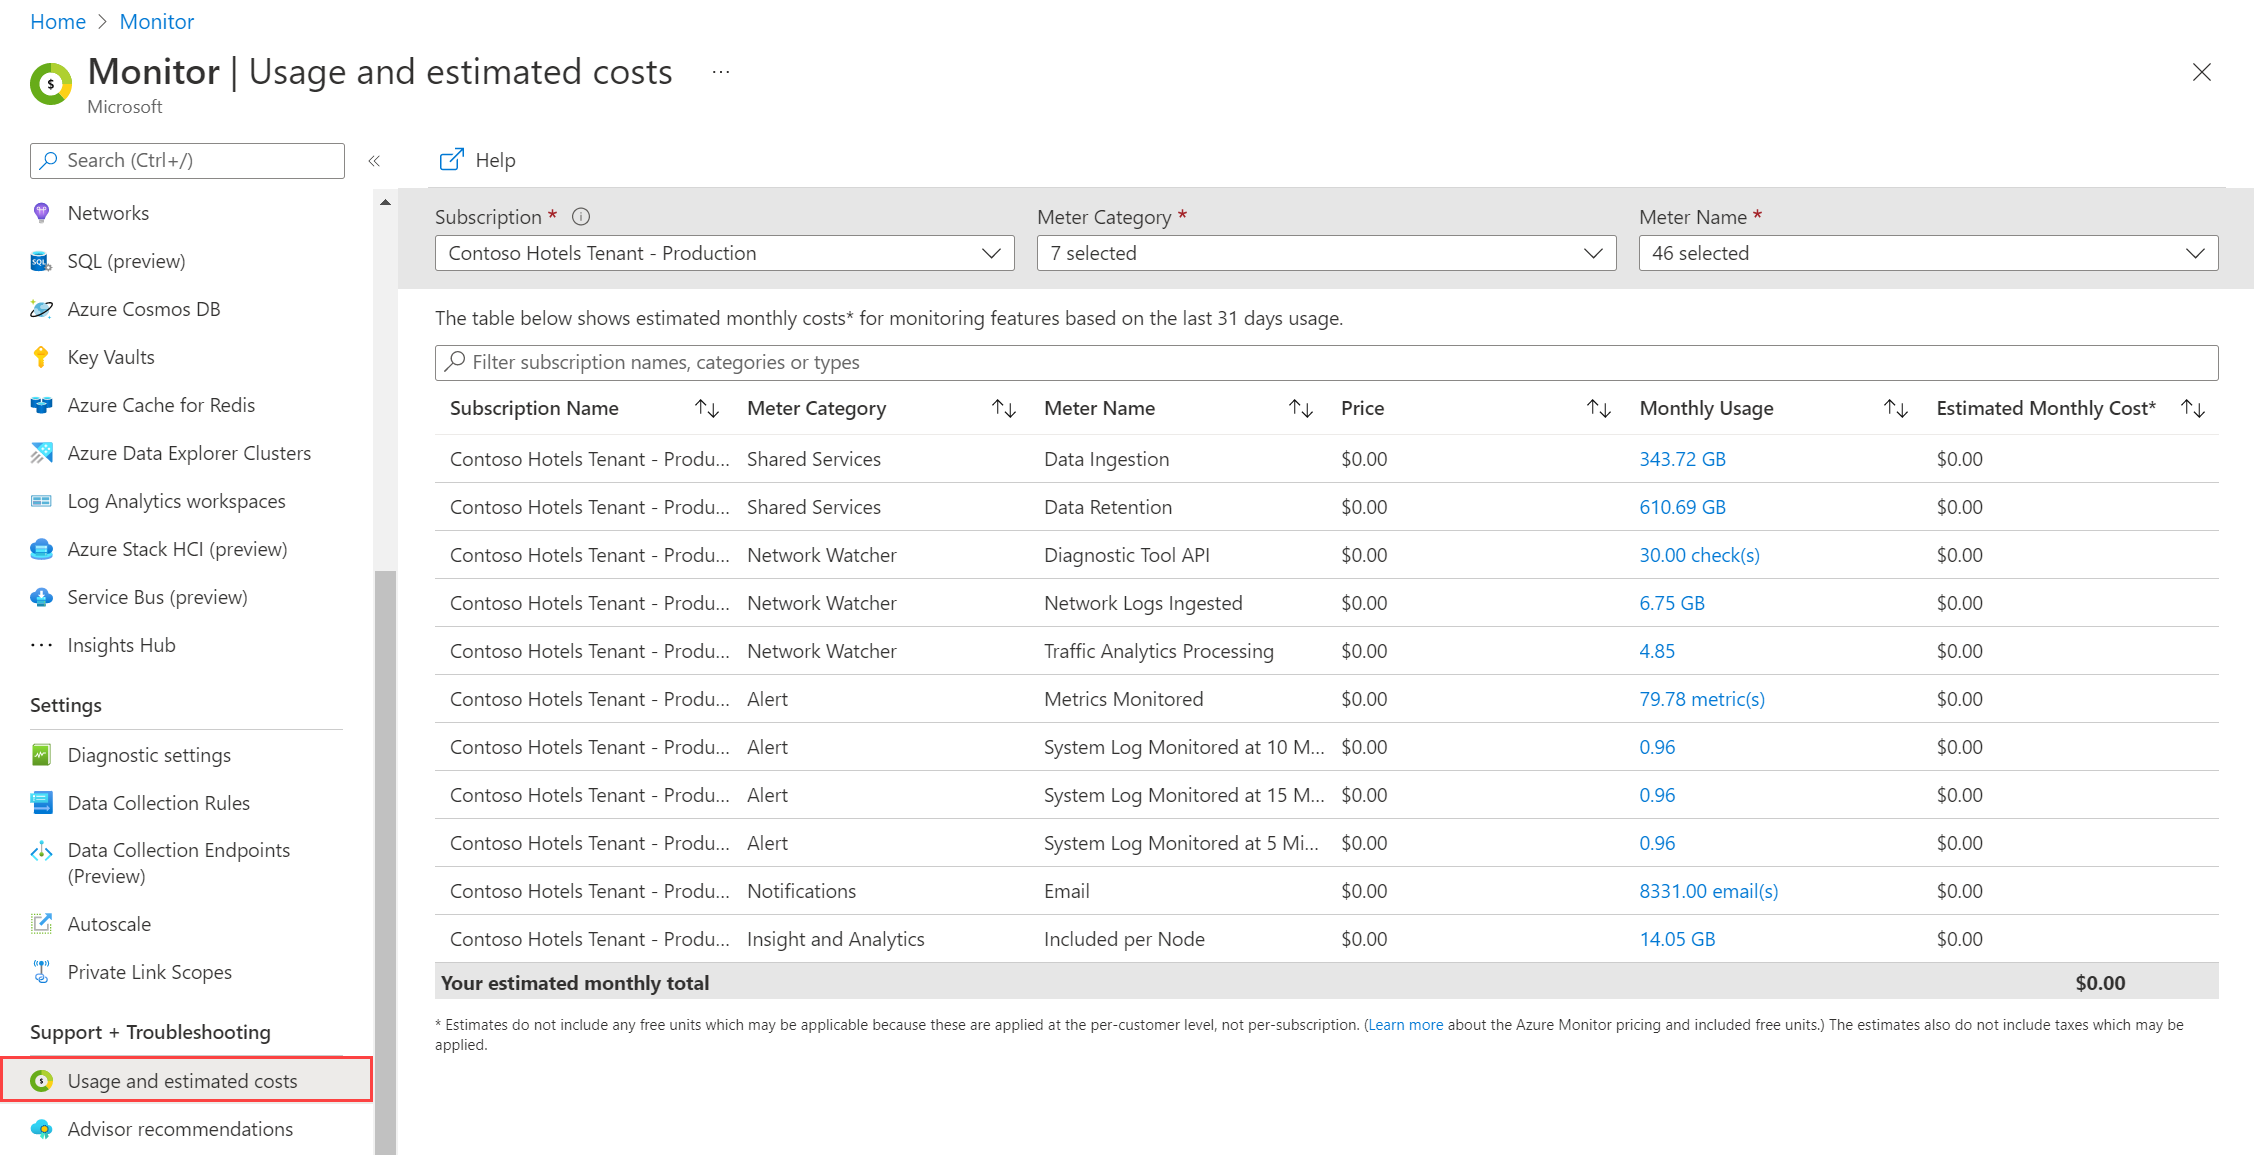 Home > Monitor
Monitor | Usage and estimated costs ...
Microsoft
Search (Ctrl+/) «
Networks
SQL (preview)
Azure Cosmos DB
Key Vaults
Azure Cache for Redis
Azure Data Explorer Clusters
Log Analytics workspaces
Azure Stack HCI (preview)
Service Bus (preview)
Insights Hub
Settings
Diagnostic settings
Data Collection Rules
Data Collection Endpoints
(Preview)
Autoscale
Private Link Scopes
Support + Troubleshooting
Usage and estimated costs
Advisor recommendations
Help
Subscription * Meter Category * Meter Name *
Contoso Hotels Tenant - Production 7 selected 46 selected
The table below shows estimated monthly costs* for monitoring features based on the last 31 days usage.
Filter subscription names, categories or types
Subscription Name Meter Category Meter Name Price Monthly Usage Estimated Monthly Cost*
Contoso Hotels Tenant - Produ... Shared Services Data Ingestion $0.00 343.72 GB $0.00
Contoso Hotels Tenant - Produ... Shared Services Data Retention $0.00 610.69 GB $0.00
Contoso Hotels Tenant - Produ... Network Watcher Diagnostic Tool API $0.00 30.00 check(s) $0.00
Contoso Hotels Tenant - Produ... Network Watcher Network Logs Ingested $0.00 6.75 GB $0.00
Contoso Hotels Tenant - Produ... Network Watcher Traffic Analytics Processing $0.00 4.85 $0.00
Contoso Hotels Tenant - Produ... Alert Metrics Monitored $0.00 79.78 metric(s) $0.00
Contoso Hotels Tenant - Produ... Alert System Log Monitored at 10 M... $0.00 0.96 $0.00
Contoso Hotels Tenant - Produ... Alert System Log Monitored at 15 M... $0.00 0.96 $0.00
Contoso Hotels Tenant - Produ... Alert System Log Monitored at 5 Mi... $0.00 0.96 $0.00
Contoso Hotels Tenant - Produ... Notifications Email $0.00 8331.00 email(s) $0.00
Contoso Hotels Tenant - Produ... Insight and Analytics Included per Node $0.00 14.05 GB $0.00
Your estimated monthly total $0.00
* Estimates do not include any free units which may be applicable because these are applied at the per-customer level, not per-subscription. (Learn more about the Azure Monitor pricing and included free units.) The estimates also do not include taxes which may be
applied.